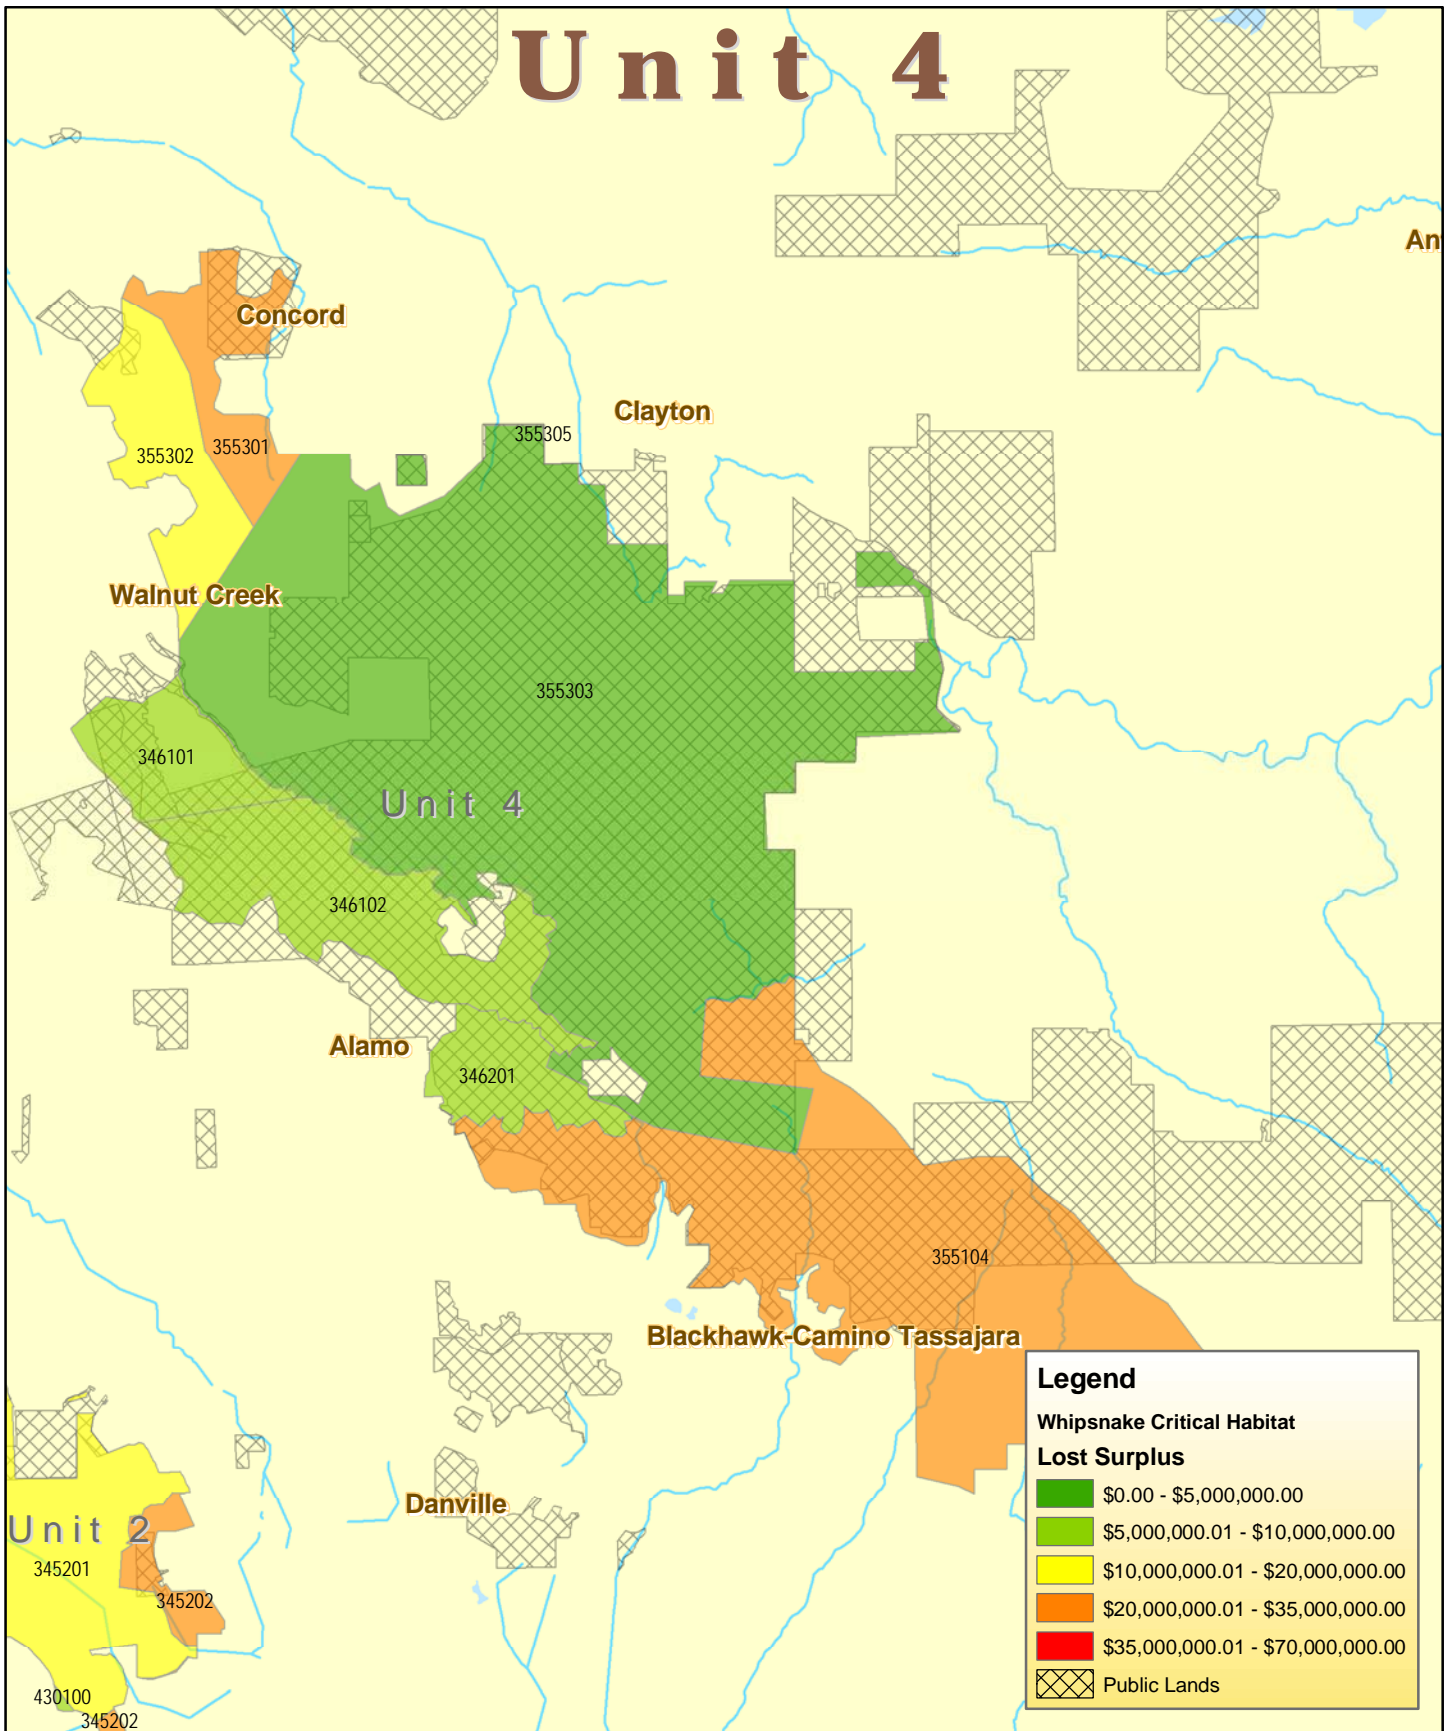 Unit 4
An
Concord
Clayton
355305
355302
355301
Walnut Creek
355303
346101
Unit 4
346102
Alamo
346201
355104
Blackhawk-Camino Tassajara
Danville
Unit 2
345201
345202
430100
345202
Legend
Whipsnake Critical Habitat
Lost Surplus
$0.00 - $5,000,000.00
$5,000,000.01 - $10,000,000.00
$10,000,000.01 - $20,000,000.00
$20,000,000.01 - $35,000,000.00
$35,000,000.01 - $70,000,000.00
Public Lands